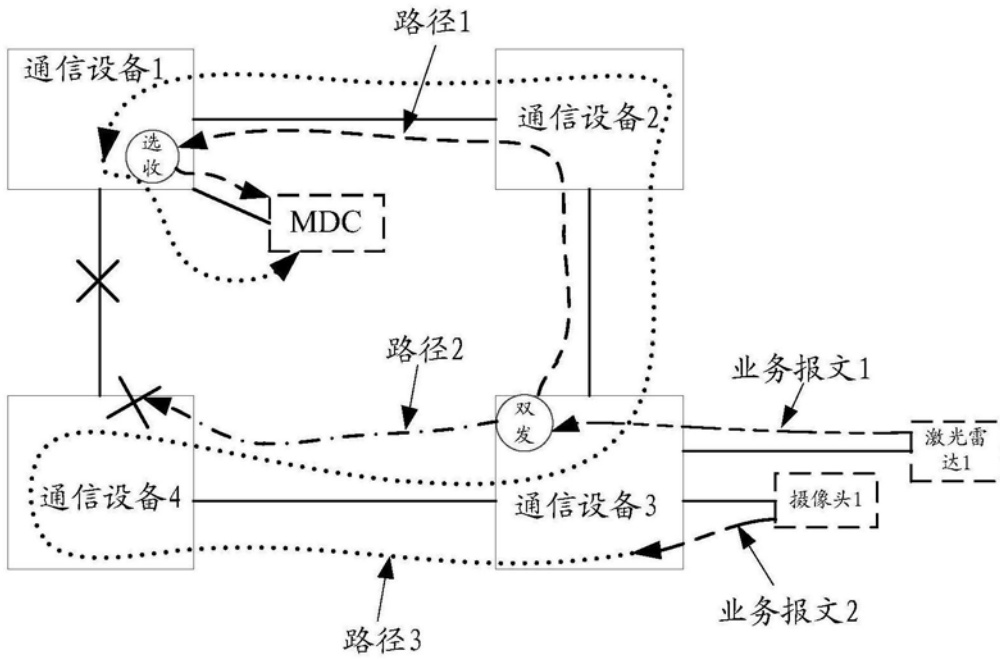 路径1
通信设备1
通信设备2
选
收
MDC
路径2
业务报文1
双
发
激光雷
达1
通信设备4
通信设备3
摄像头1
业务报文2
路径3